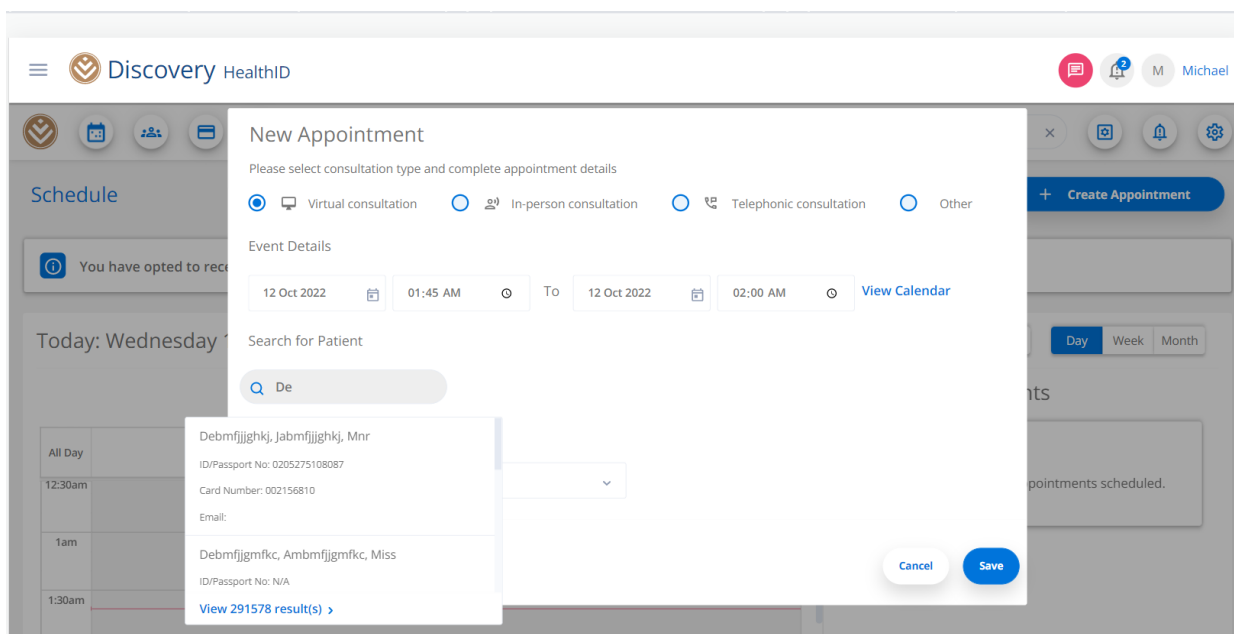 Discovery HealthID
2
M Michael
New Appointment
Please select consultation type and complete appointment details
Schedule
+ Create Appointment
Virtual consultation In-person consultation Telephonic consultation Other
Event Details
You have opted to rece
12 Oct 2022 01:45 AM To 12 Oct 2022 02:00 AM View Calendar
Today: Wednesday
Search for Patient
Day Week Month
De
nts
Debmfjjjghkj, Jabmfjjjghkj, Mnr
All Day
ID/Passport No: 0205275108087
12:30am
Card Number: 002156810
pointments scheduled.
Email:
1am
Debmfjjgmfkc, Ambmfjjgmfkc, Miss
ID/Passport No: N/A
Cancel Save
1:30am
View 291578 result(s) >